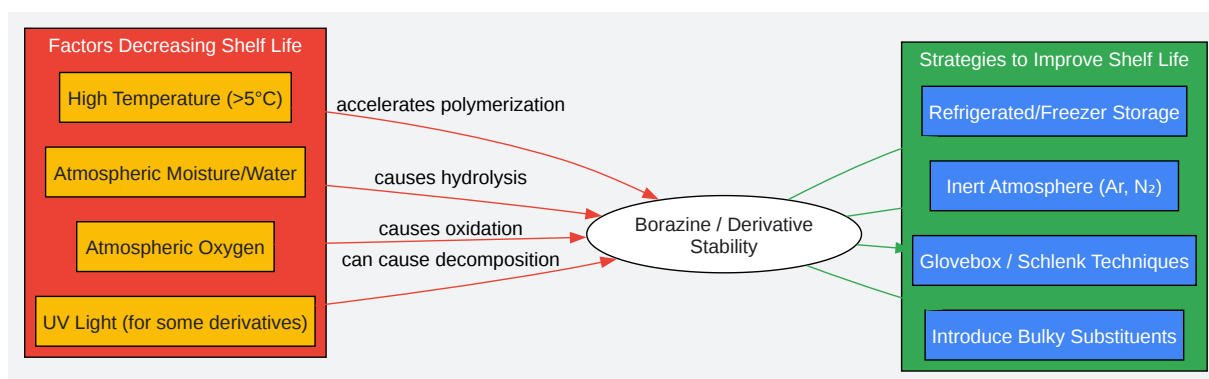 Factors Decreasing Shelf Life
High Temperature (>5°C)
Atmospheric Moisture/Water
Atmospheric Oxygen
UV Light (for some derivatives)
accelerates polymerization
causes hydrolysis
causes oxidation
can cause decomposition
Borazine / Derivative
Stability
Strategies to Improve Shelf Life
Refrigerated/Freezer Storage
Inert Atmosphere (Ar, N₂)
Glovebox / Schlenk Techniques
Introduce Bulky Substituents